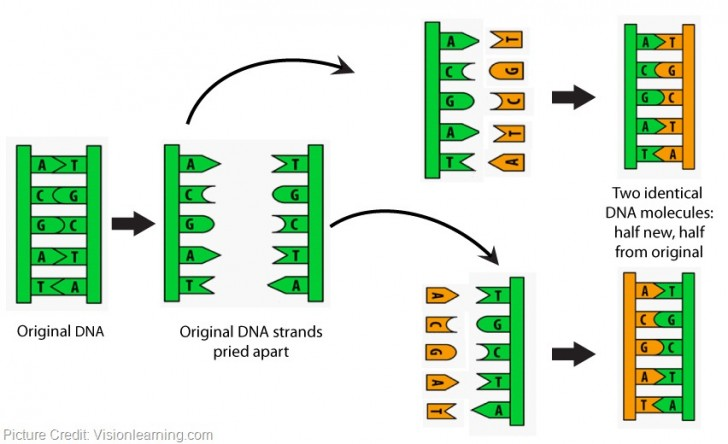 A T
C G
G C
A T
T A
Original DNA
A T
C G
G C
A T
T A
Original DNA strands
pried apart
A T
C G
G C
A T
T A
A T
C G
G C
A T
T A
Two identical
DNA molecules:
half new, half
from original
A T
C G
G C
A T
T A
A T
C G
G C
A T
T A
Picture Credit: Visionlearning.com